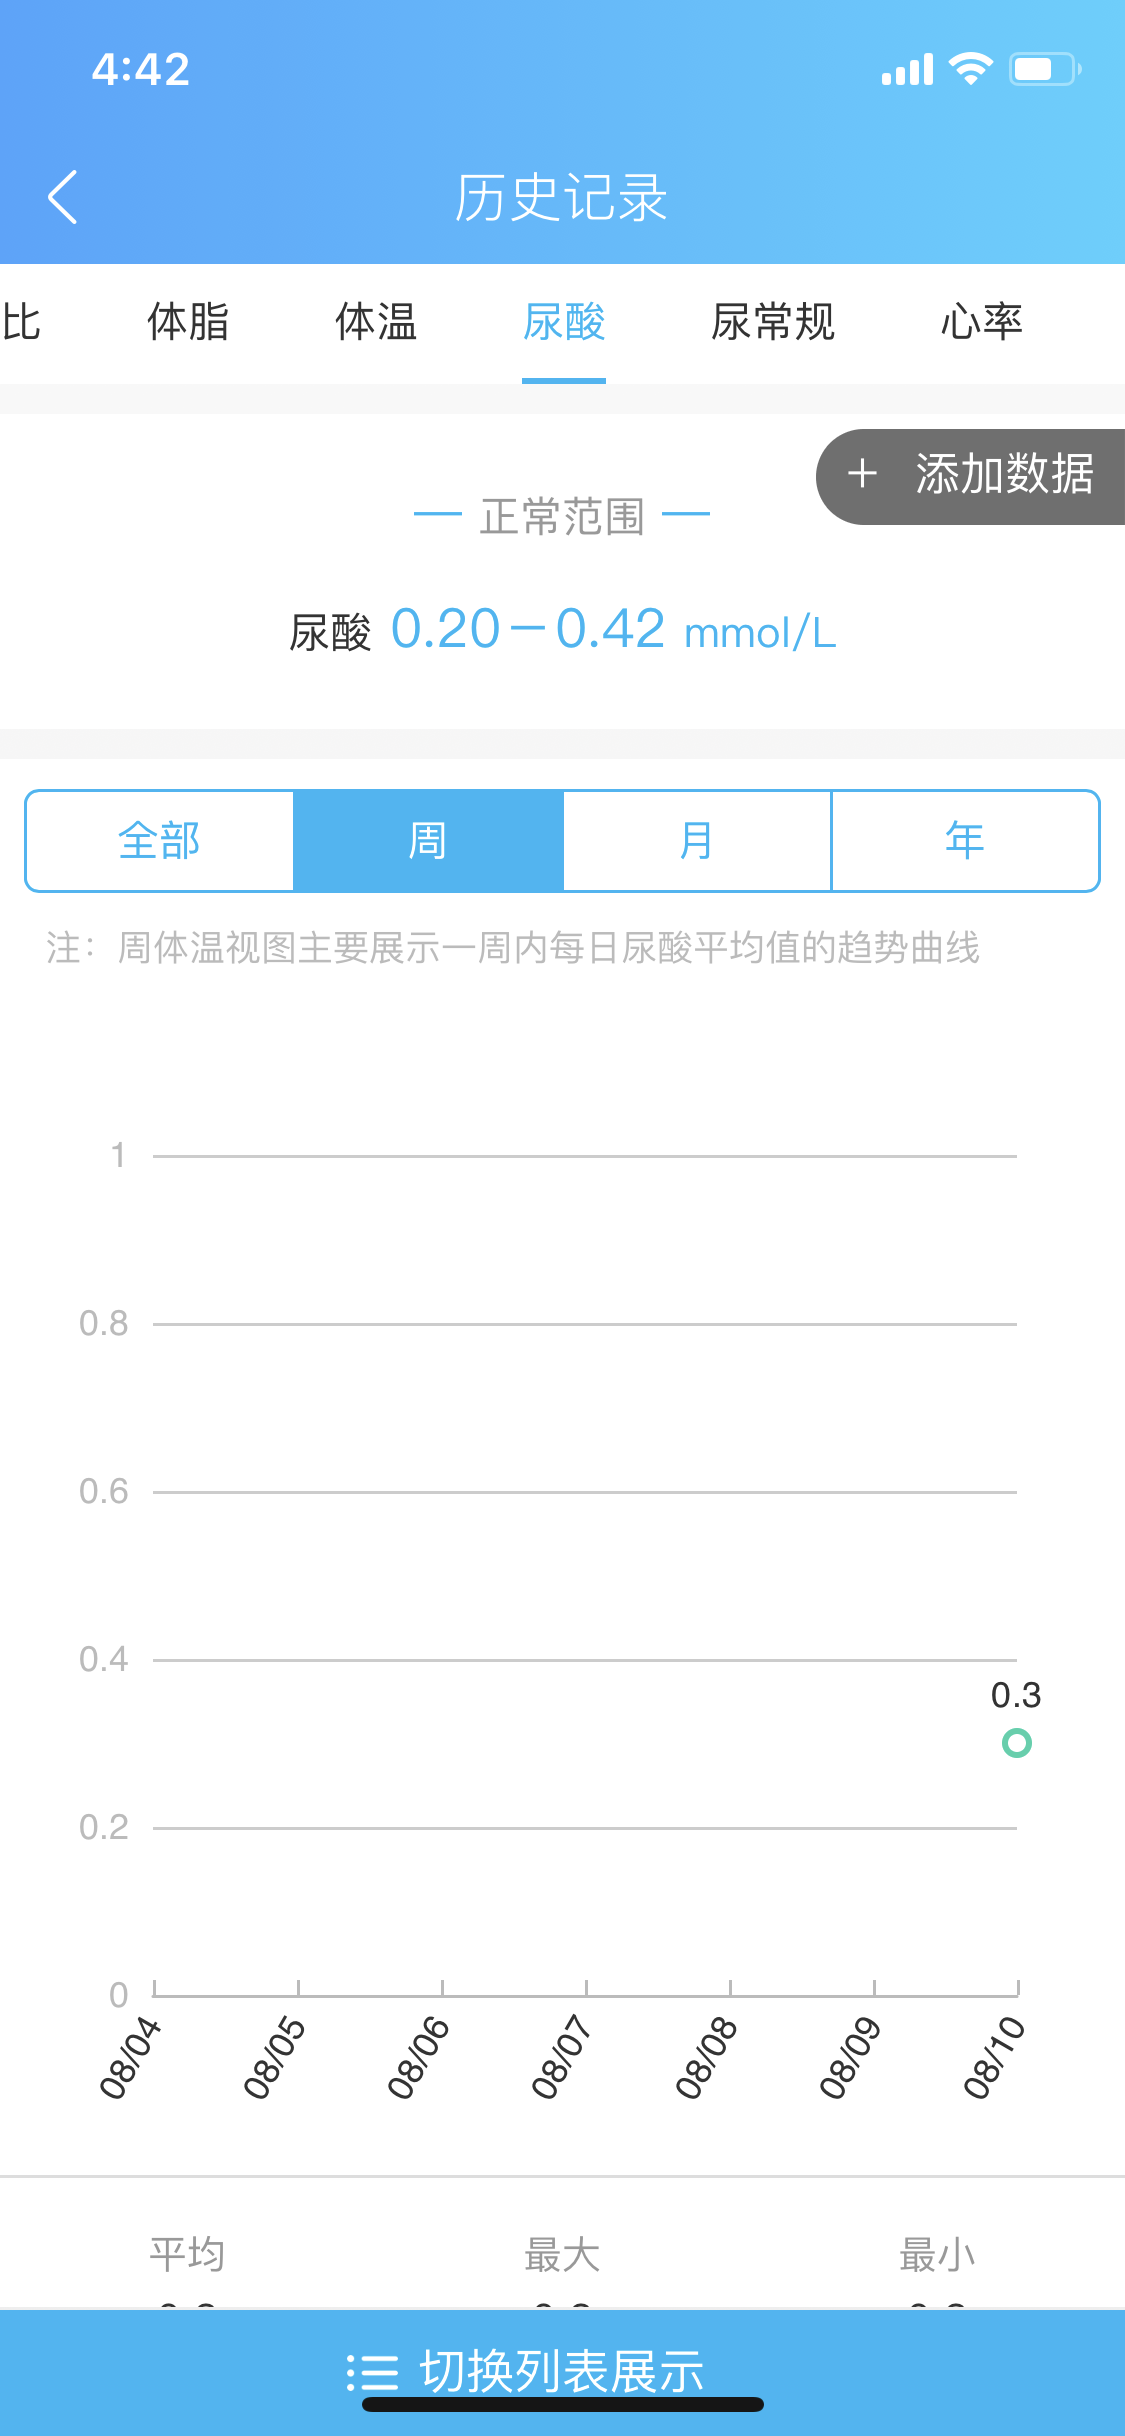 4:42
历史记录
比 体脂 体温 尿酸 尿常规 心率
+ 添加数据
正常范围
尿酸 0.20-0.42 mmol/L
全部 周 月 年
注：周体温视图主要展示一周内每日尿酸平均值的趋势曲线
1
0.8
0.6
0.4
0.3
0.2
0
08/04 08/05 08/06 08/07 08/08 08/09 08/10
平均 最大 最小
切换列表展示